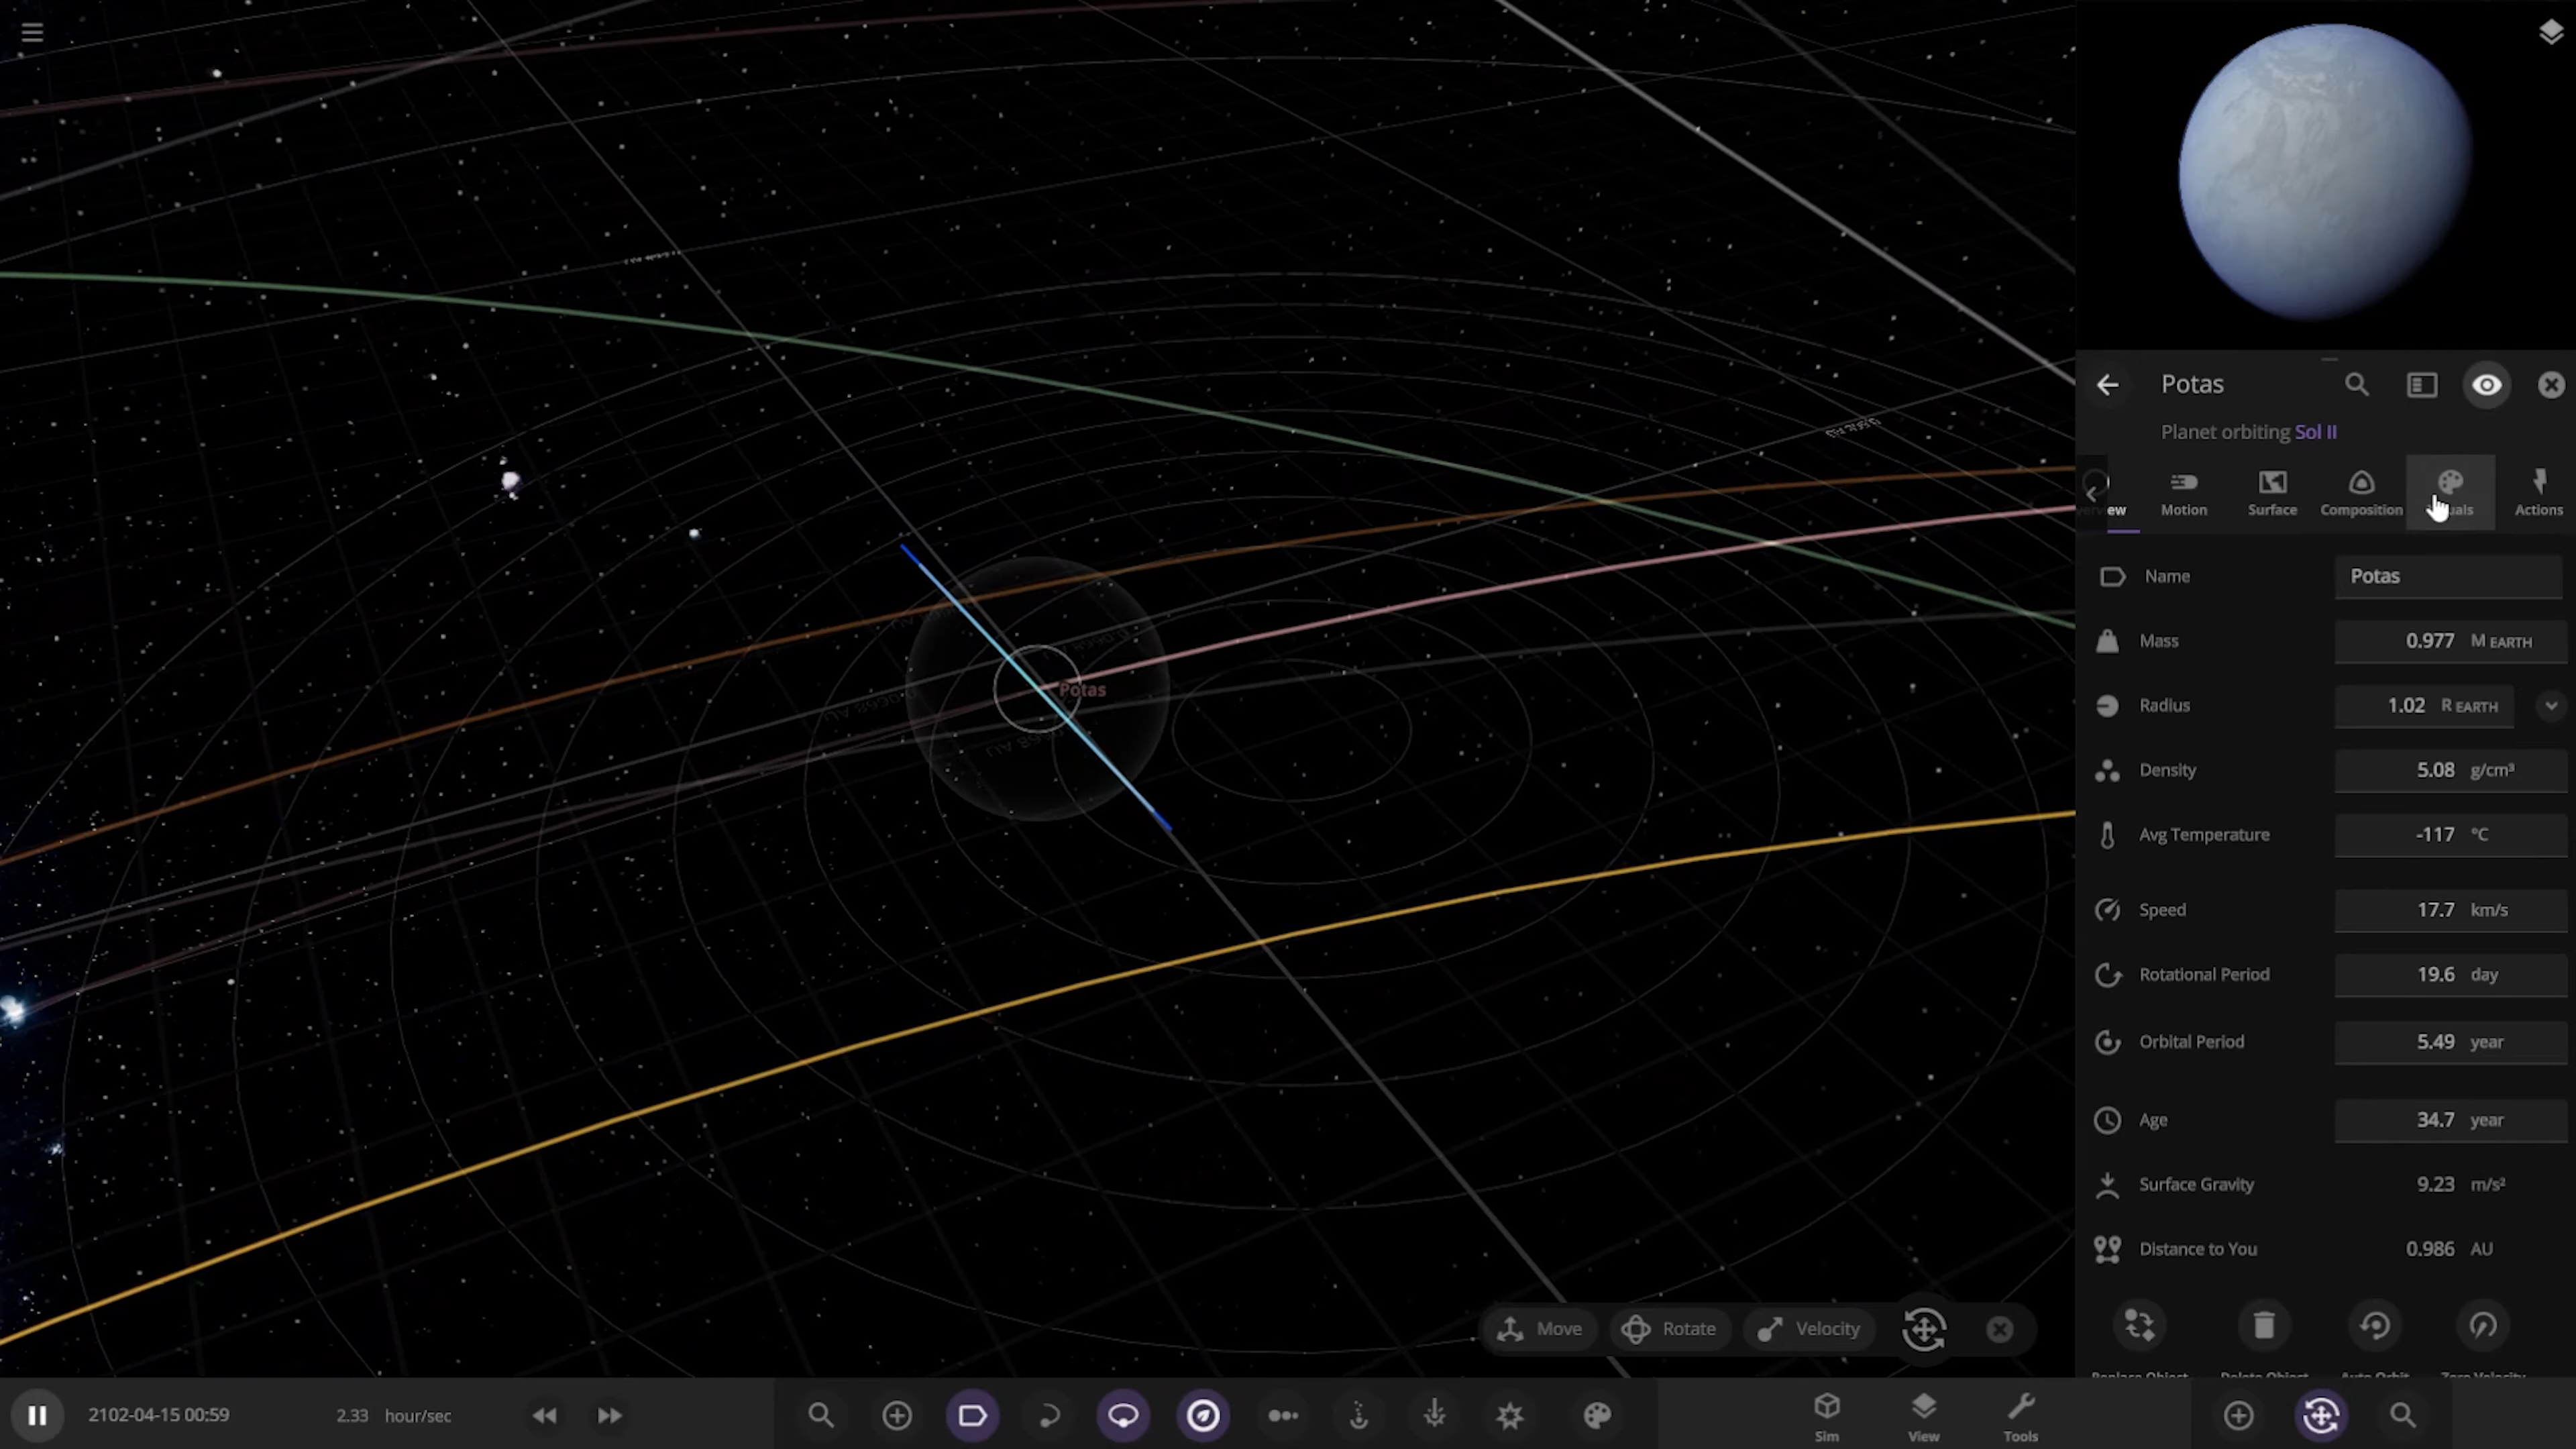 Potas
Planet orbiting Sol II
Motion
Surface
Composition
Actions
Name
Potas
Mass
0.977 M EARTH
Radius
1.02 R EARTH
Density
5.08 g/cm³
Avg Temperature
-117 °C
Speed
17.7 km/s
Rotational Period
19.6 day
Orbital Period
5.49 year
Age
34.7 year
Surface Gravity
9.23 m/s²
Distance to You
0.986 AU
Potas
Move
Rotate
Velocity
2102-04-15 00:59
2.33 hour/sec
Sim
View
Tools